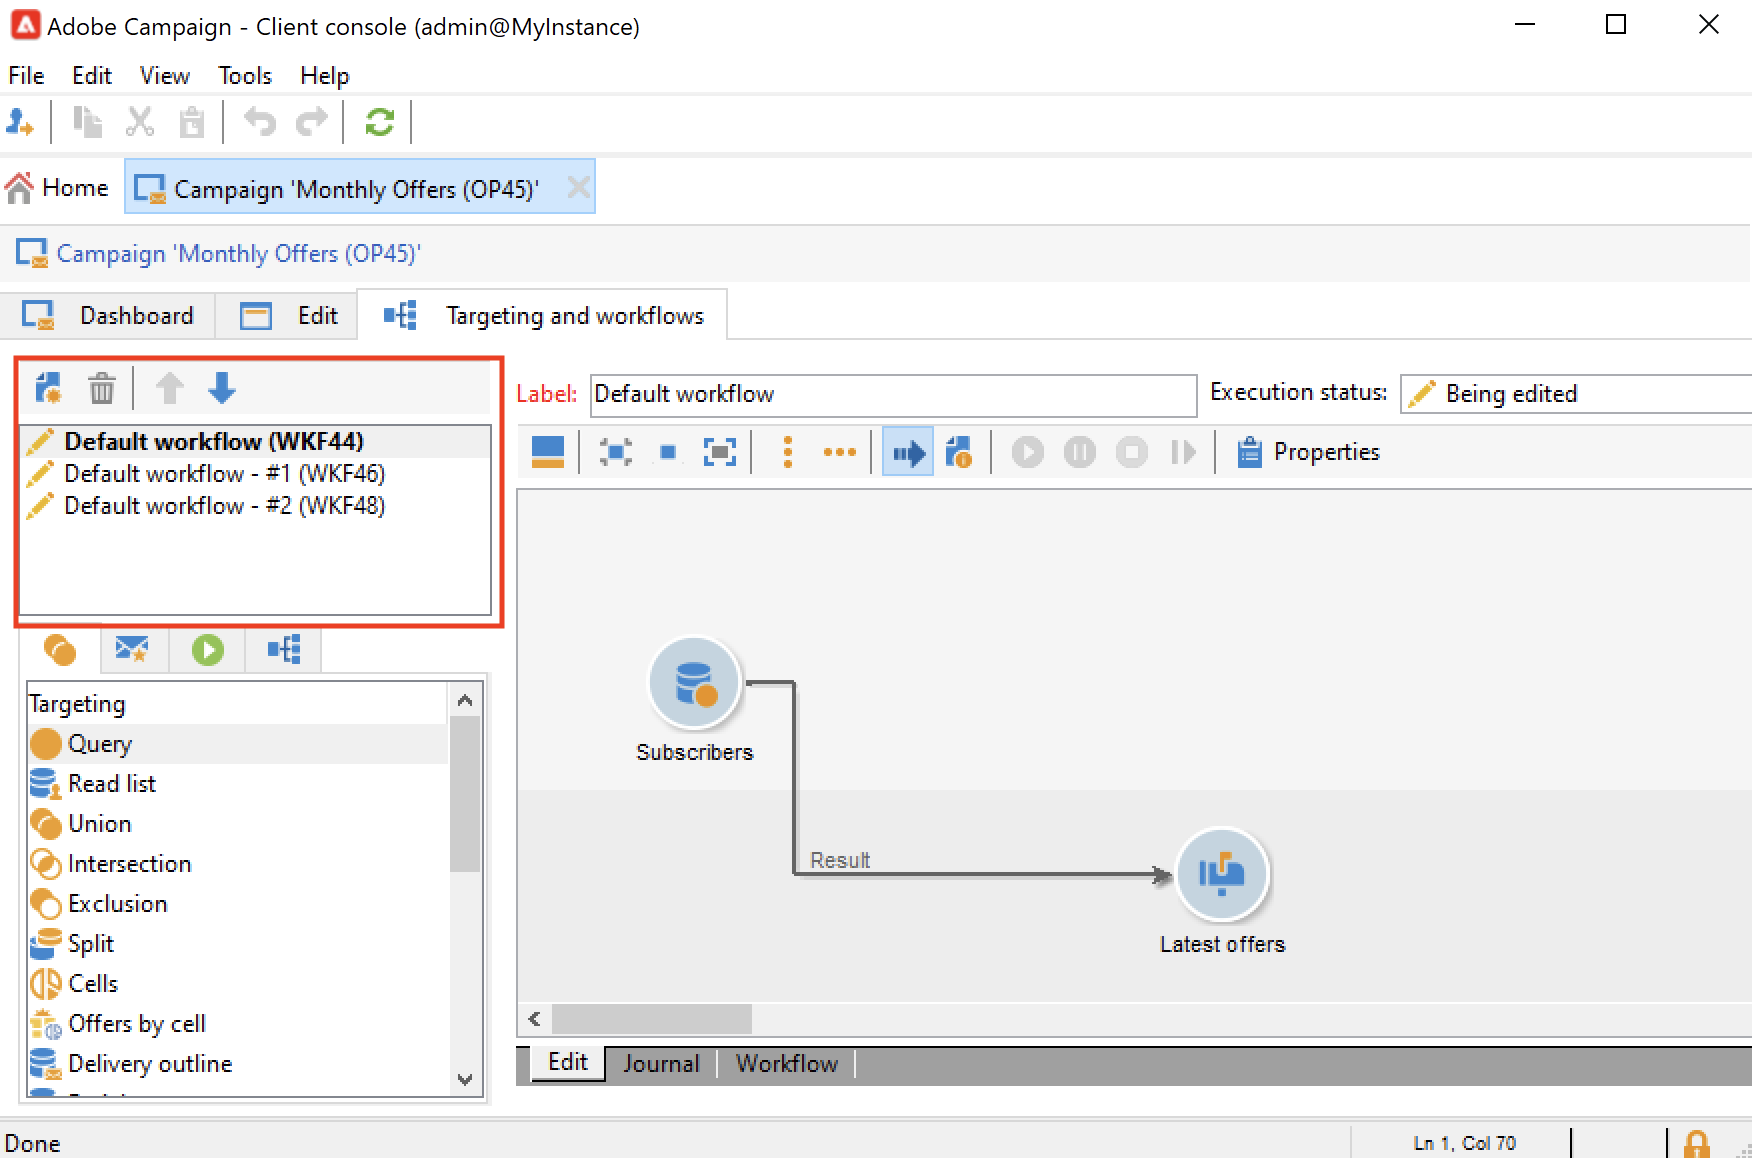 Adobe Campaign - Client console (admin@MyInstance)
File Edit View Tools Help
Home Campaign 'Monthly Offers (OP45)'
Campaign 'Monthly Offers (OP45)'
Dashboard Edit Targeting and workflows
Label: Default workflow Execution status: Being edited
Default workflow (WKF44)
Default workflow - #1 (WKF46)
Default workflow - #2 (WKF48)
Properties
Targeting
Query
Read list
Union
Intersection
Exclusion
Split
Cells
Offers by cell
Delivery outline
Subscribers
Result
Latest offers
Edit Journal Workflow
Done Ln 1, Col 70